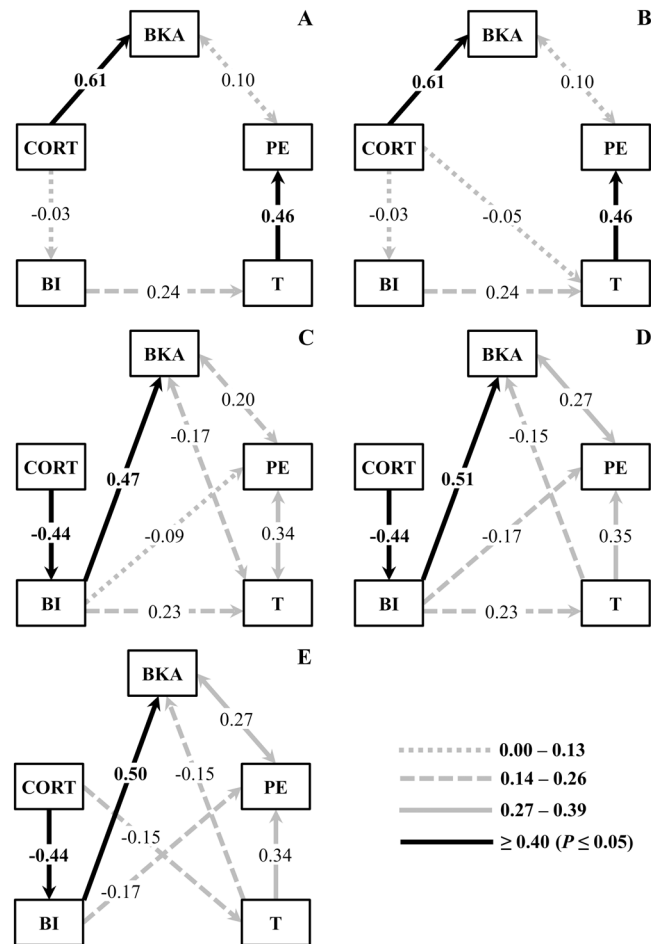 A
BKA
0.61
0.10
CORT
PE
-0.03
0.46
BI
0.24
T
B
BKA
0.61
0.10
CORT
PE
-0.03
-0.05
0.46
BI
0.24
T
C
BKA
0.20
-0.17
CORT
PE
0.47
-0.44
-0.09
0.34
BI
0.23
T
D
BKA
0.27
-0.15
CORT
PE
0.51
-0.44
-0.17
0.35
BI
0.23
T
E
BKA
0.27
0.50
-0.15
CORT
PE
-0.15
-0.44
0.34
-0.17
BI
T
0.00 – 0.13
0.14 – 0.26
0.27 – 0.39
≥ 0.40 (P ≤ 0.05)